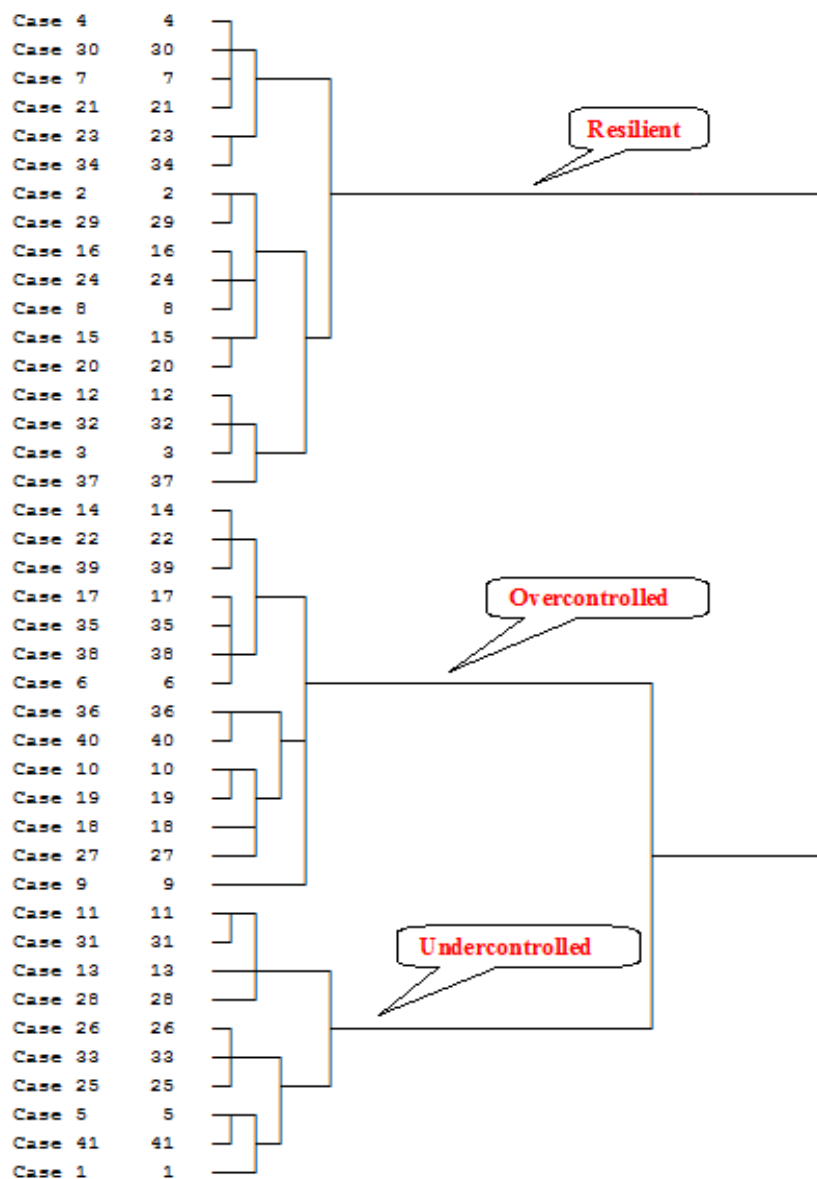 Case 4 4
Case 30 30
Case 7 7
Case 21 21
Case 23 23
Resilient
Case 34 34
Case 2 2
Case 29 29
Case 16 16
Case 24 24
Case 8 8
Case 15 15
Case 20 20
Case 12 12
Case 32 32
Case 3 3
Case 37 37
Case 14 14
Case 22 22
Case 39 39
Case 17 17
Overcontrolled
Case 35 35
Case 38 38
Case 6 6
Case 36 36
Case 40 40
Case 10 10
Case 19 19
Case 18 18
Case 27 27
Case 9 9
Case 11 11
Case 31 31
Undercontrolled
Case 13 13
Case 28 28
Case 26 26
Case 33 33
Case 25 25
Case 5 5
Case 41 41
Case 1 1